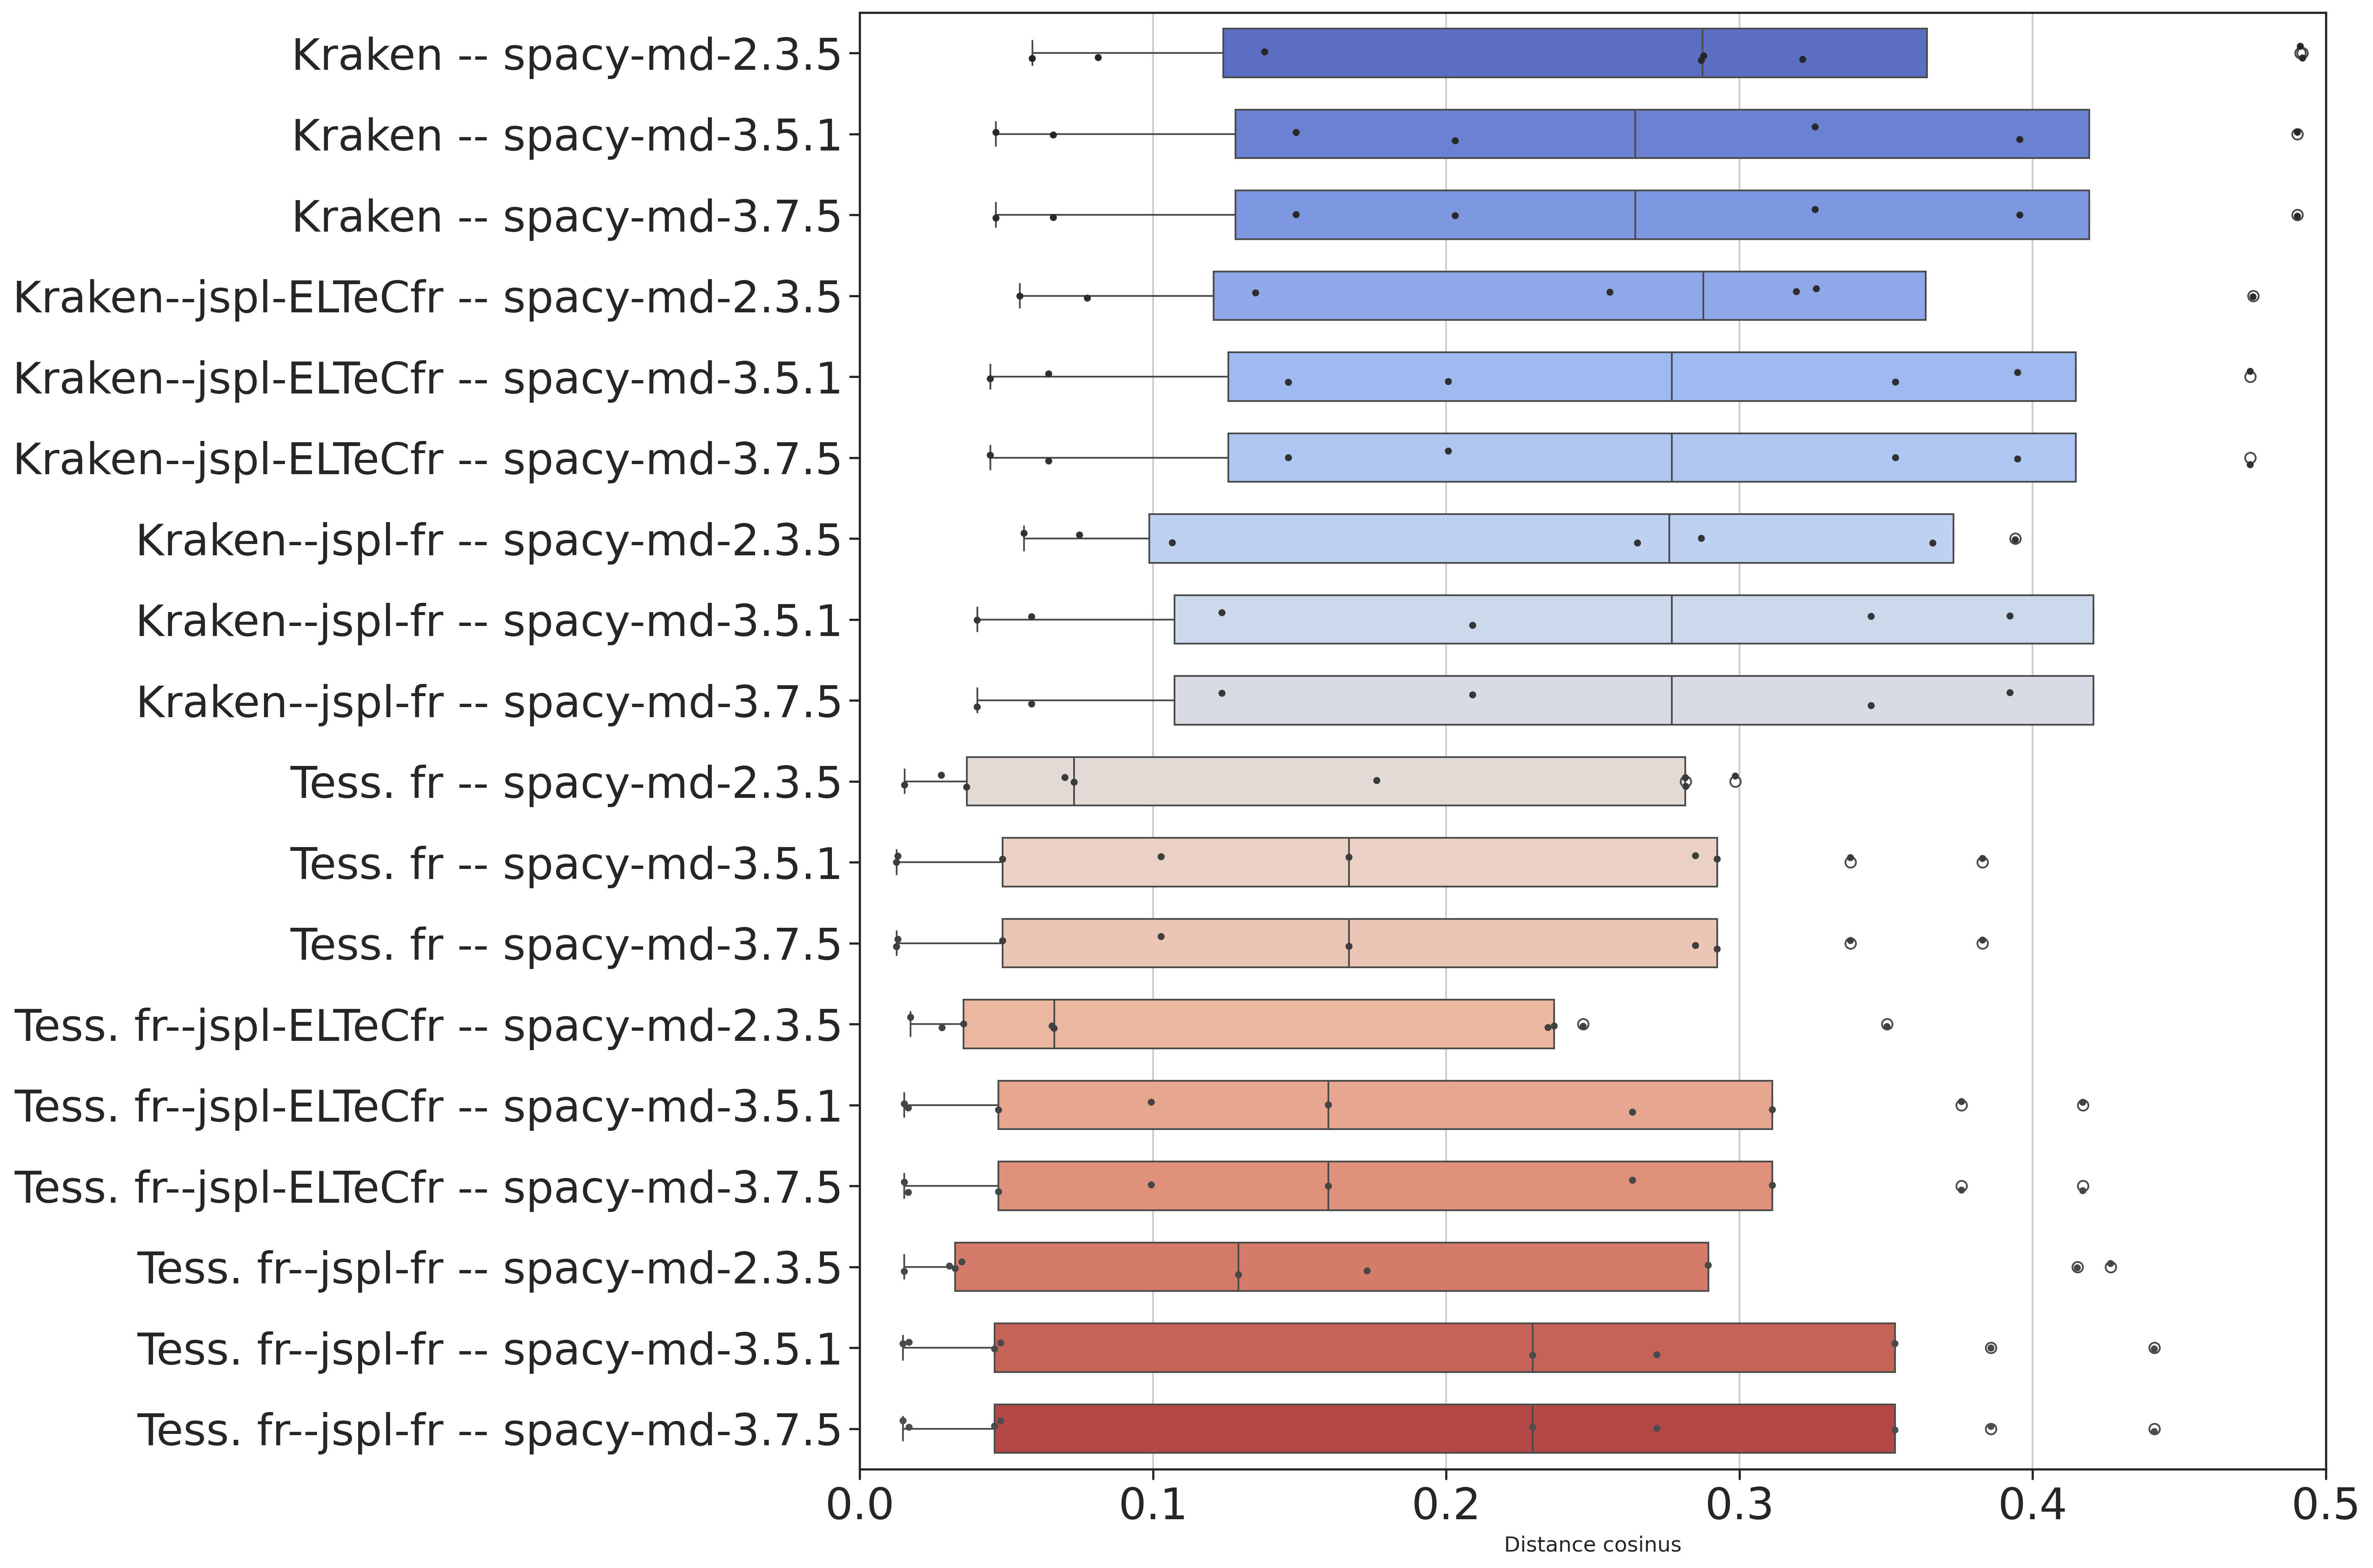 Kraken -- spacy-md-2.3.5
Kraken -- spacy-md-3.5.1
Kraken -- spacy-md-3.7.5
Kraken--jspl-ELTeCfr -- spacy-md-2.3.5
Kraken--jspl-ELTeCfr -- spacy-md-3.5.1
Kraken--jspl-ELTeCfr -- spacy-md-3.7.5
Kraken--jspl-fr -- spacy-md-2.3.5
Kraken--jspl-fr -- spacy-md-3.5.1
Kraken--jspl-fr -- spacy-md-3.7.5
Tess. fr -- spacy-md-2.3.5
Tess. fr -- spacy-md-3.5.1
Tess. fr -- spacy-md-3.7.5
Tess. fr--jspl-ELTeCfr -- spacy-md-2.3.5
Tess. fr--jspl-ELTeCfr -- spacy-md-3.5.1
Tess. fr--jspl-ELTeCfr -- spacy-md-3.7.5
Tess. fr--jspl-fr -- spacy-md-2.3.5
Tess. fr--jspl-fr -- spacy-md-3.5.1
Tess. fr--jspl-fr -- spacy-md-3.7.5
0.0 0.1 0.2 0.3 0.4 0.5
Distance cosinus